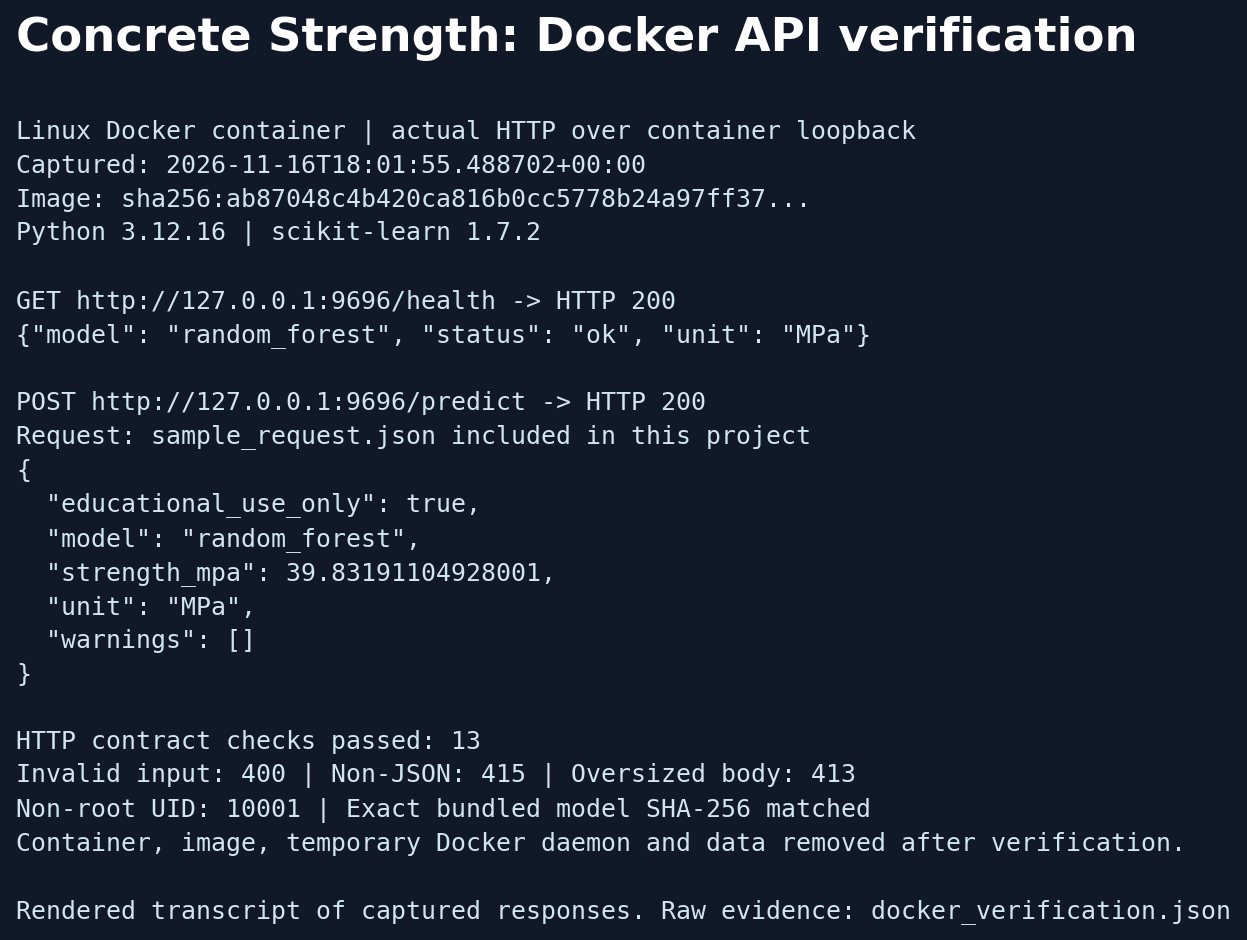 Concrete Strength: Docker API verification
Linux Docker container | actual HTTP over container loopback
Captured: 2026-11-16T18:01:55.488702+00:00
Image: sha256:ab87048c4b420ca816b0cc5778b24a97ff37...
Python 3.12.16 | scikit-learn 1.7.2
GET http://127.0.0.1:9696/health -> HTTP 200
{"model": "random_forest", "status": "ok", "unit": "MPa"}
POST http://127.0.0.1:9696/predict -> HTTP 200
Request: sample_request.json included in this project
{
  "educational_use_only": true,
  "model": "random_forest",
  "strength_mpa": 39.83191104928001,
  "unit": "MPa",
  "warnings": []
}
HTTP contract checks passed: 13
Invalid input: 400 | Non-JSON: 415 | Oversized body: 413
Non-root UID: 10001 | Exact bundled model SHA-256 matched
Container, image, temporary Docker daemon and data removed after verification.
Rendered transcript of captured responses. Raw evidence: docker_verification.json